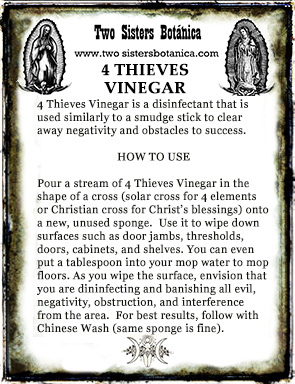 Two Sisters Botánica
www.two sistersbotanica.com
4 THIEVES
VINEGAR
4 Thieves Vinegar is a disinfectant that is
used similarly to a smudge stick to clear
away negativity and obstacles to success.
HOW TO USE
Pour a stream of 4 Thieves Vinegar in the
shape of a cross (solar cross for 4 elements
or Christian cross for Christ's blessings) onto
a new, unused sponge. Use it to wipe down
surfaces such as door jambs, thresholds,
doors, cabinets, and shelves. You can even
put a tablespoon into your mop water to mop
floors. As you wipe the surface, envision that
you are dininfecting and banishing all evil,
negativity, obstruction, and interference
from the area. For best results, follow with
Chinese Wash (same sponge is fine).